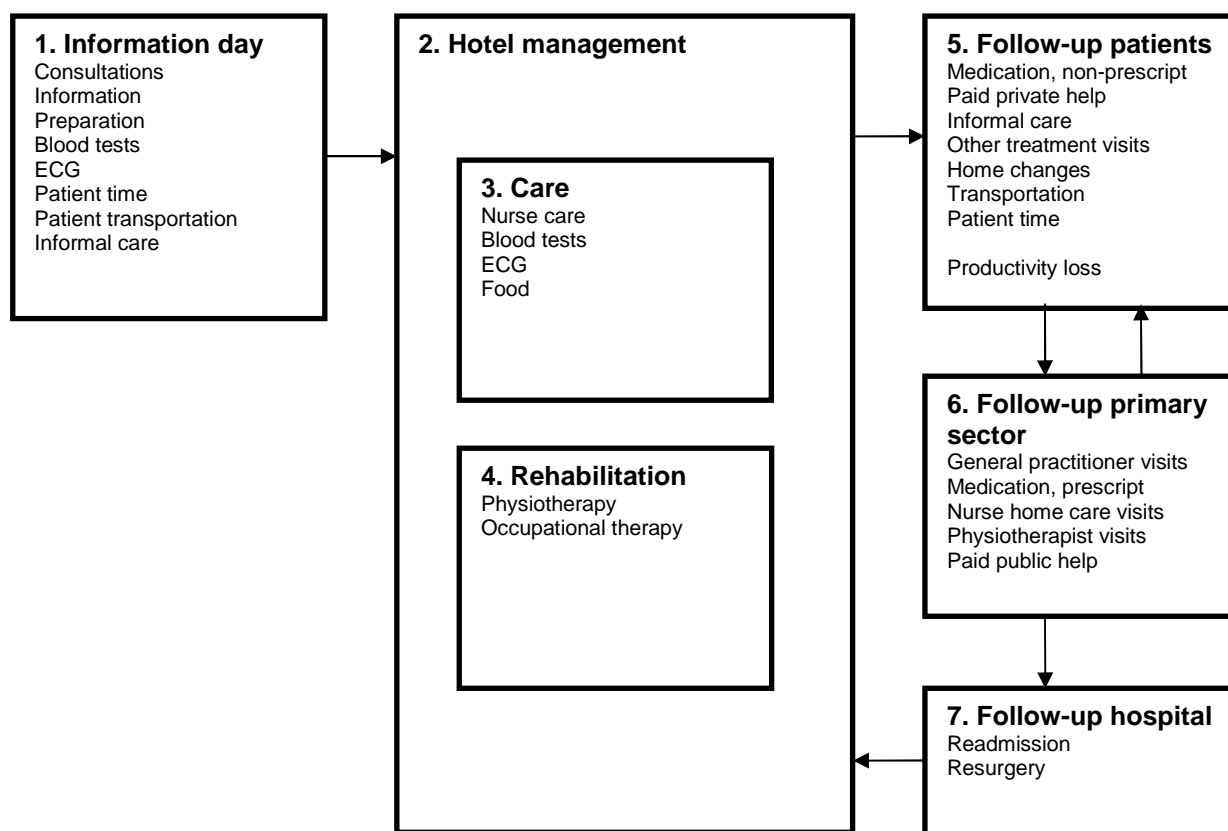 1. Information day
Consultations
Information
Preparation
Blood tests
ECG
Patient time
Patient transportation
Informal care
2. Hotel management
3. Care
Nurse care
Blood tests
ECG
Food
4. Rehabilitation
Physiotherapy
Occupational therapy
5. Follow-up patients
Medication, non-prescript
Paid private help
Informal care
Other treatment visits
Home changes
Transportation
Patient time
Productivity loss
6. Follow-up primary
sector
General practitioner visits
Medication, prescript
Nurse home care visits
Physiotherapist visits
Paid public help
7. Follow-up hospital
Readmission
Resurgery